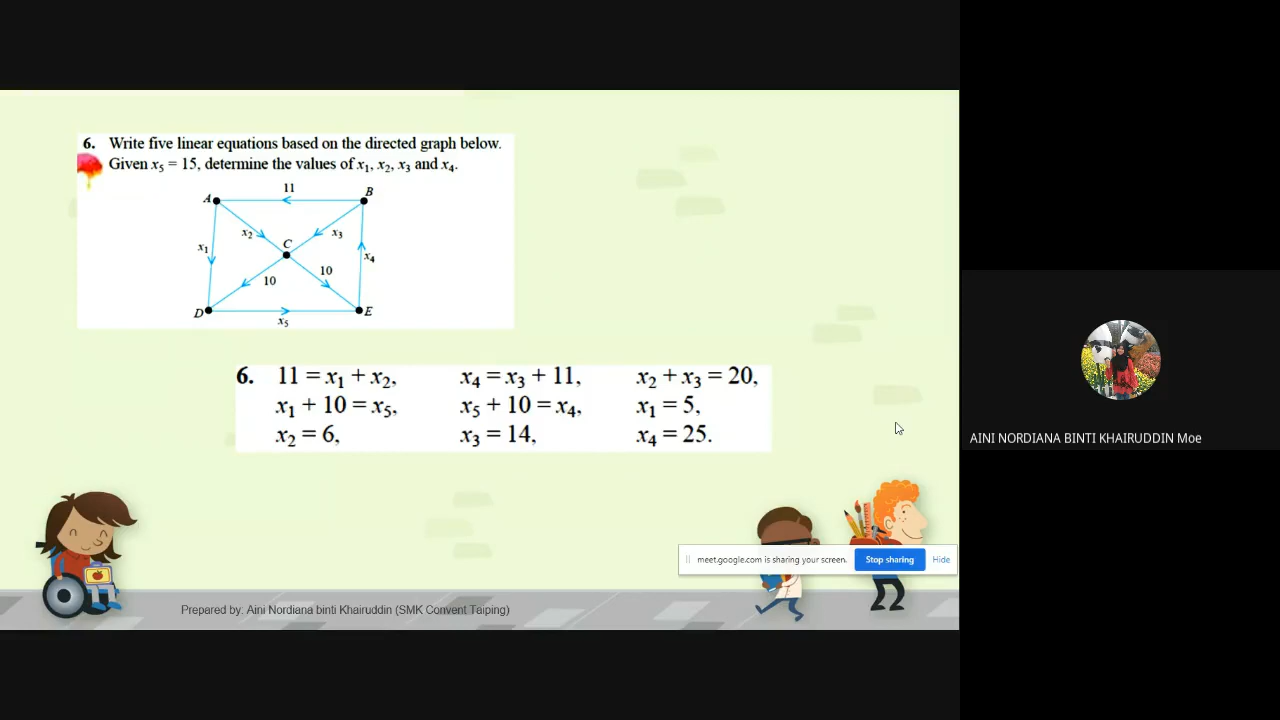 6. Write five linear equations based on the directed graph below.
Given x₅ = 15, determine the values of x₁, x₂, x₃ and x₄.
11
A
B
x₂
C
x₃
x₁
x₄
10
10
D
E
x₅
6. 11 = x₁ + x₂, x₄ = x₃ + 11, x₂ + x₃ = 20,
x₁ + 10 = x₅, x₅ + 10 = x₄, x₁ = 5,
x₂ = 6, x₃ = 14, x₄ = 25.
AINI NORDIANA BINTI KHAIRUDDIN Moe
meet.google.com is sharing your screen. Stop sharing Hide
Prepared by: Aini Nordiana binti Khairuddin (SMK Convent Taiping)